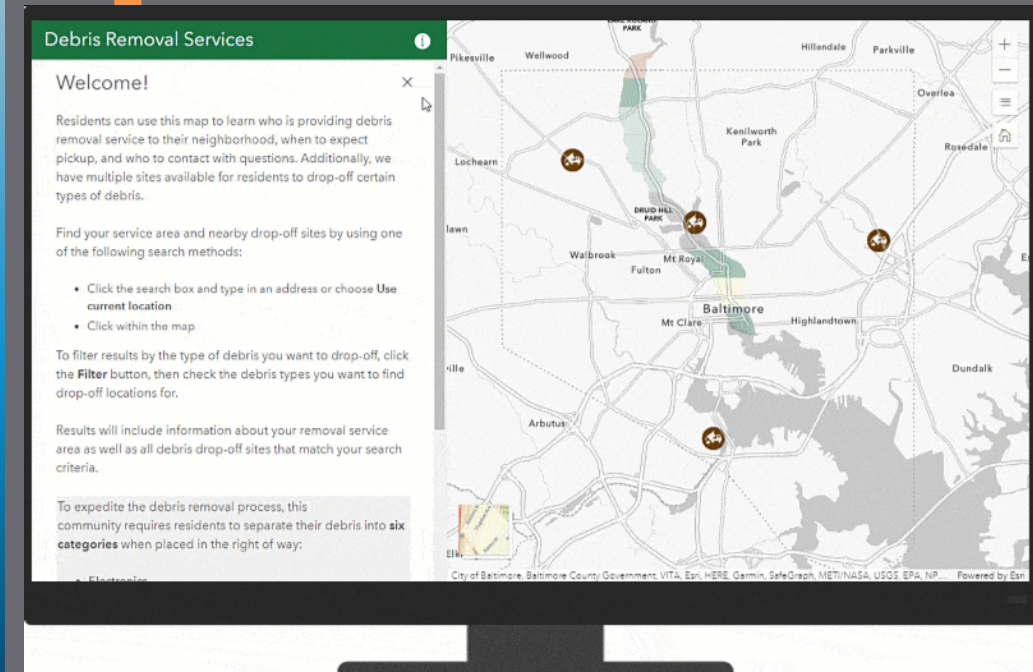 Debris Removal Services
Welcome!
Residents can use this map to learn who is providing debris
removal service to their neighborhood, when to expect
pickup, and who to contact with questions. Additionally, we
have multiple sites available for residents to drop-off certain
types of debris.
Find your service area and nearby drop-off sites by using one
of the following search methods:
• Click the search box and type in an address or choose Use
current location
• Click within the map
To filter results by the type of debris you want to drop-off, click
the Filter button, then check the debris types you want to find
drop-off locations for.
Results will include information about your removal service
area as well as all debris drop-off sites that match your search
criteria.
To expedite the debris removal process, this
community requires residents to separate their debris into six
categories when placed in the right of way:
• Electronics
LAKE ROLAND
PARK
Pikesville
Wellwood
Hillendale
Parkville
Overlea
Kenilworth
Park
Rosedale
Lochearn
DRUID HILL
PARK
lawn
Walbrook
Mt Royal
Fulton
Baltimore
Mt Clare
Highlandtown
ville
Dundalk
Arbutus
Elk
City of Baltimore, Baltimore County Government, VITA, Esri, HERE, Garmin, SafeGraph, METI/NASA, USGS, EPA, NP...
Powered by Esri